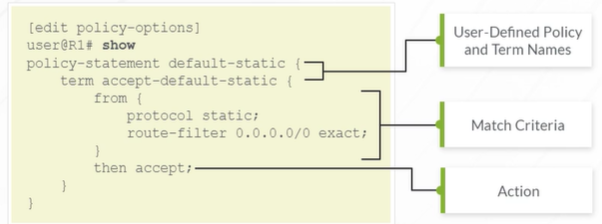 [edit policy-options]
user@R1# show
policy-statement default-static {
    term accept-default-static {
        from {
            protocol static;
            route-filter 0.0.0.0/0 exact;
        }
        then accept;
    }
}
User-Defined Policy
and Term Names
Match Criteria
Action